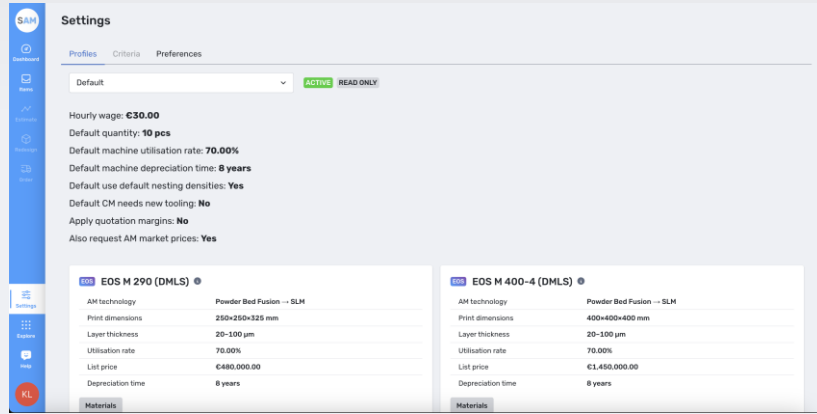 SAM
Settings
Dashboard
Items
Estimate
Redesign
Order
Settings
Explore
Help
KL
Profiles Criteria Preferences
Default ACTIVE READ ONLY
Hourly wage: €30.00
Default quantity: 10 pcs
Default machine utilisation rate: 70.00%
Default machine depreciation time: 8 years
Default use default nesting densities: Yes
Default CM needs new tooling: No
Apply quotation margins: No
Also request AM market prices: Yes
EOS EOS M 290 (DMLS)
AM technology Powder Bed Fusion → SLM
Print dimensions 250×250×325 mm
Layer thickness 20–100 µm
Utilisation rate 70.00%
List price €480,000.00
Depreciation time 8 years
Materials
EOS EOS M 400-4 (DMLS)
AM technology Powder Bed Fusion → SLM
Print dimensions 400×400×400 mm
Layer thickness 20–100 µm
Utilisation rate 70.00%
List price €1,450,000.00
Depreciation time 8 years
Materials